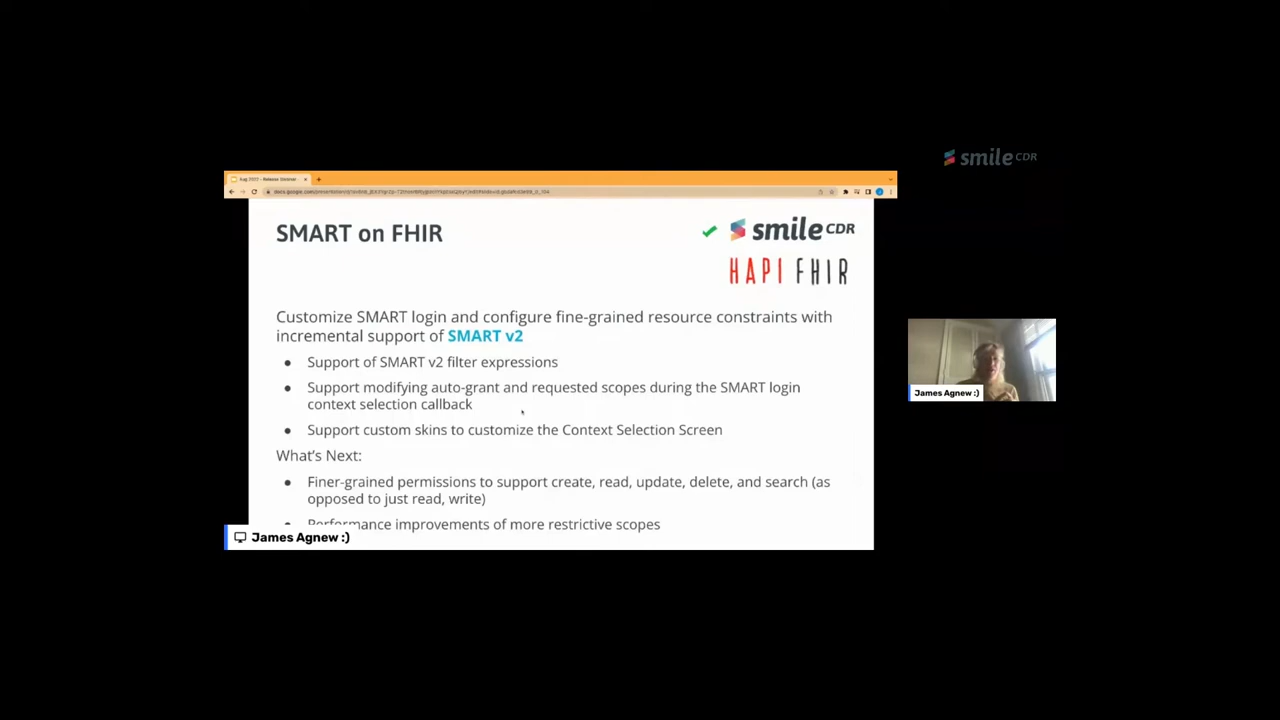 smile CDR
Aug 2022 - Release Webinar
SMART on FHIR
smile CDR
HAPI FHIR
Customize SMART login and configure fine-grained resource constraints with
incremental support of SMART v2
● Support of SMART v2 filter expressions
● Support modifying auto-grant and requested scopes during the SMART login
context selection callback
● Support custom skins to customize the Context Selection Screen
What's Next:
● Finer-grained permissions to support create, read, update, delete, and search (as
opposed to just read, write)
● Performance improvements of more restrictive scopes
James Agnew :)
James Agnew :)